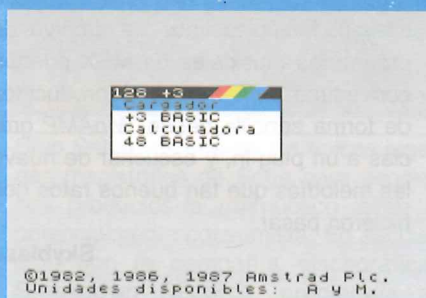 128 +3
Cargador
+3 BASIC
Calculadora
48 BASIC
©1982, 1986, 1987 Amstrad Plc.
Unidades disponibles: A y M.